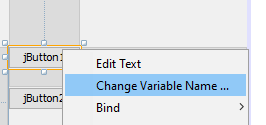 jButton1
Edit Text
Change Variable Name ...
jButton2
Bind